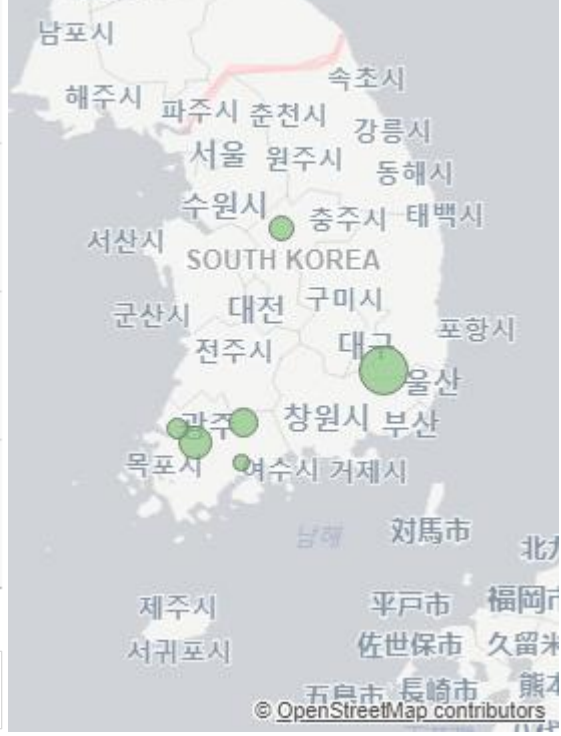 남포시
속초시
해주시
파주시 춘천시
강릉시
서울 원주시
동해시
수원시
충주시 태백시
서산시
SOUTH KOREA
군산시 대전 구미시
포항시
전주시 대구
울산
광주 창원시 부산
목포시 여수시 거제시
남해
対馬市
제주시 平戸市
서귀포시 佐世保市
五島市 長崎市
© OpenStreetMap contributors